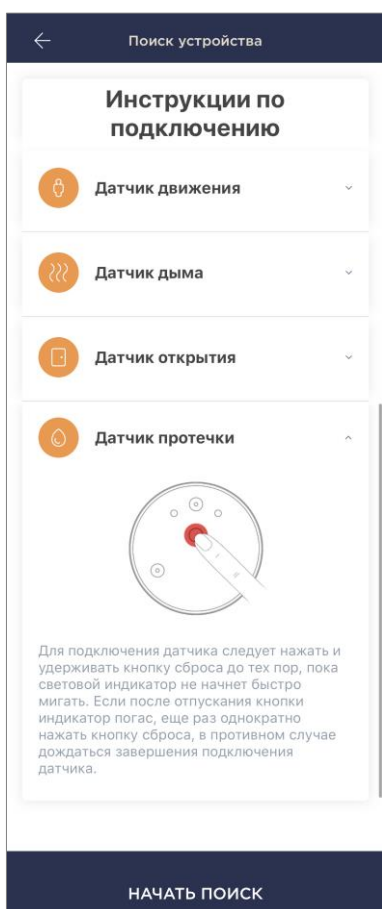 Поиск устройства
Инструкции по
подключению
Датчик движения
Датчик дыма
Датчик открытия
Датчик протечки
Для подключения датчика следует нажать и
удерживать кнопку сброса до тех пор, пока
световой индикатор не начнет быстро
мигать. Если после отпускания кнопки
индикатор погас, еще раз однократно
нажать кнопку сброса, в противном случае
дождаться завершения подключения
датчика.
НАЧАТЬ ПОИСК